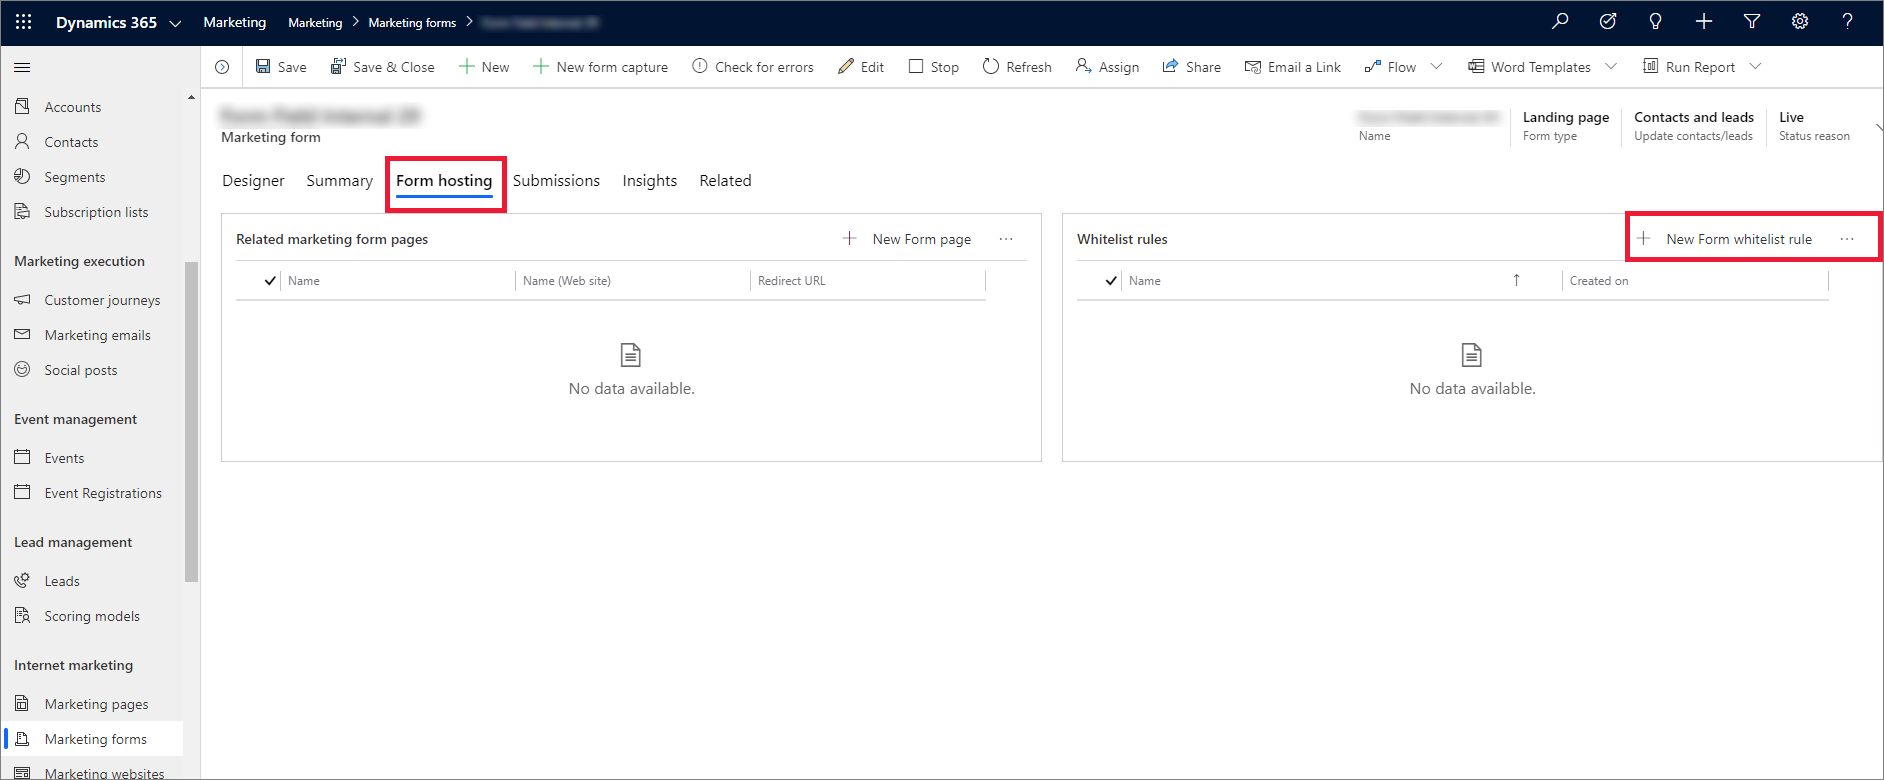 Dynamics 365 Marketing Marketing Marketing forms
Save Save & Close New New form capture Check for errors Edit Stop Refresh Assign Share Email a Link Flow Word Templates Run Report
Accounts
Contacts
Segments
Subscription lists
Marketing execution
Customer journeys
Marketing emails
Social posts
Event management
Events
Event Registrations
Lead management
Leads
Scoring models
Internet marketing
Marketing pages
Marketing forms
Marketing websites
Marketing form
Name
Landing page
Form type
Contacts and leads
Update contacts/leads
Live
Status reason
Designer Summary Form hosting Submissions Insights Related
Related marketing form pages New Form page
Name Name (Web site) Redirect URL
No data available.
Whitelist rules New Form whitelist rule
Name Created on
No data available.